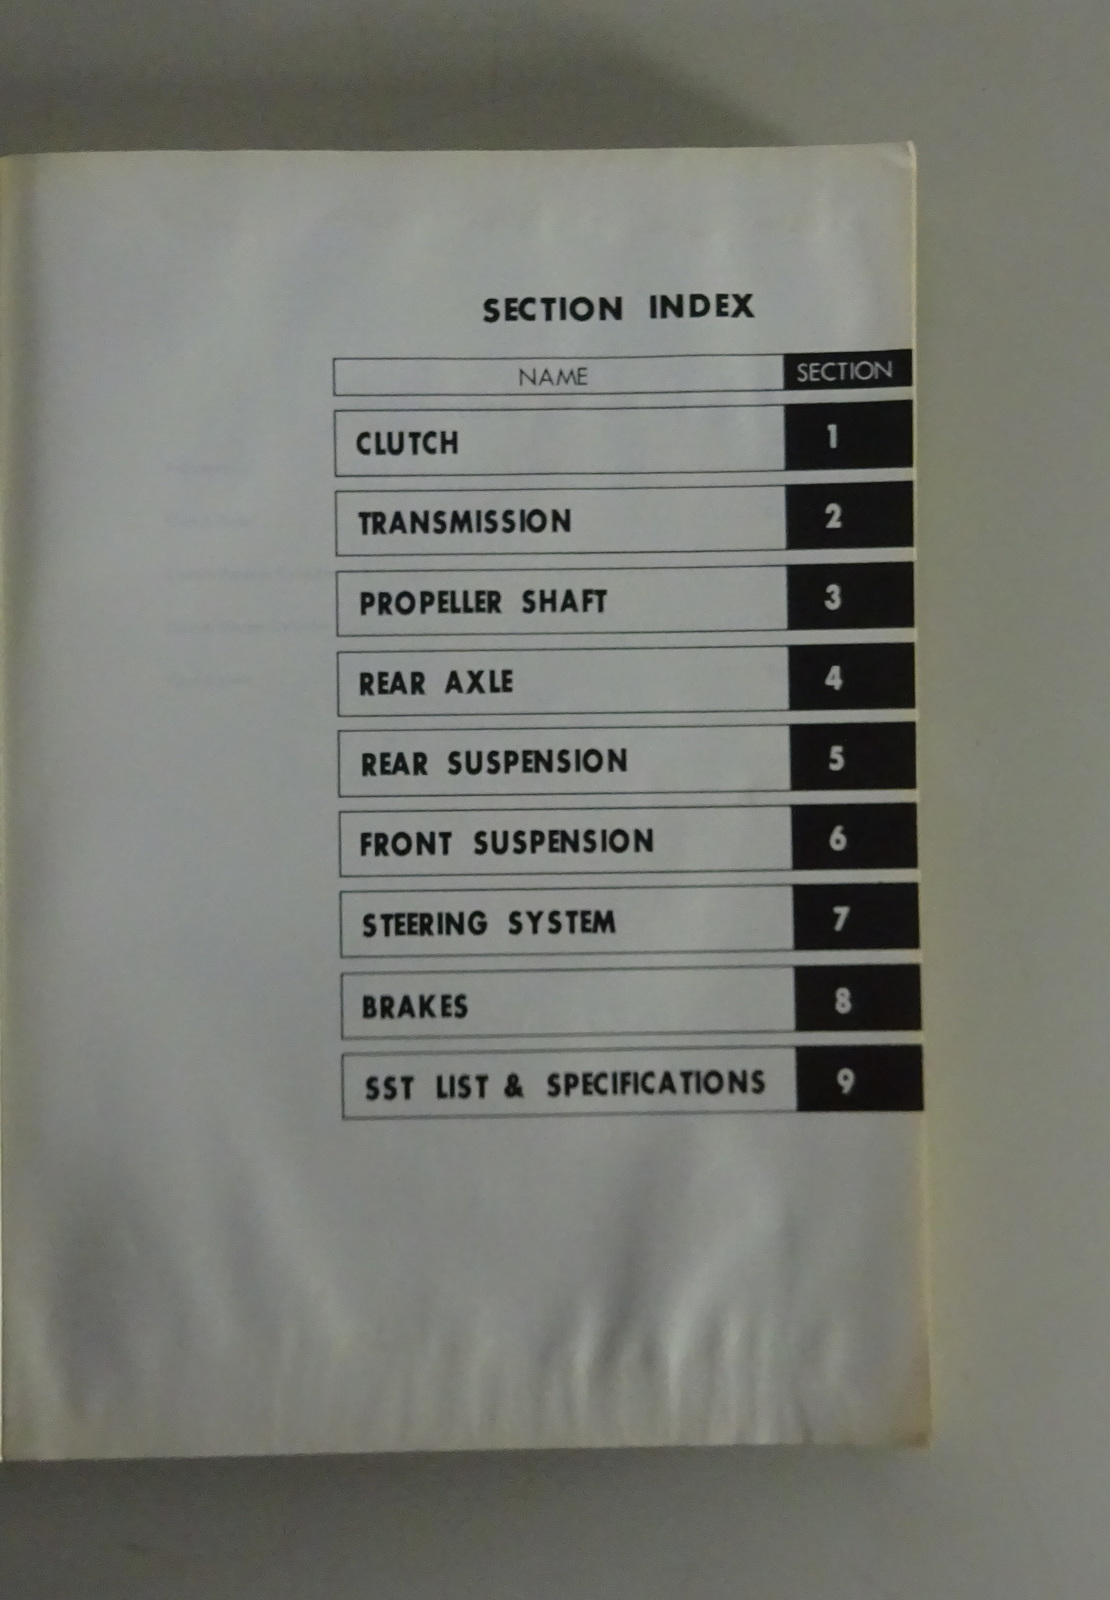 SECTION INDEX
NAME SECTION
CLUTCH 1
TRANSMISSION 2
PROPELLER SHAFT 3
REAR AXLE 4
REAR SUSPENSION 5
FRONT SUSPENSION 6
STEERING SYSTEM 7
BRAKES 8
SST LIST & SPECIFICATIONS 9